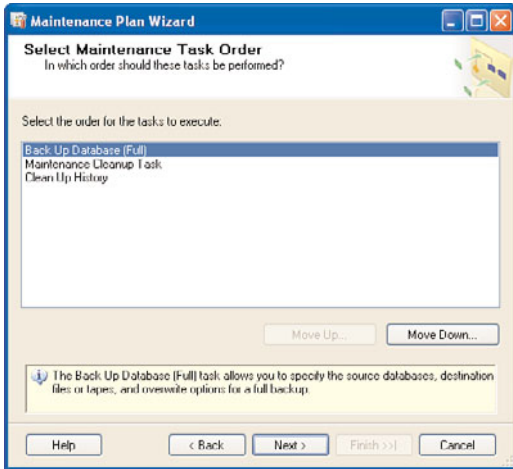 Maintenance Plan Wizard
Select Maintenance Task Order
In which order should these tasks be performed?
Select the order for the tasks to execute:
Back Up Database (Full)
Maintenance Cleanup Task
Clean Up History
Move Up...
Move Down...
The Back Up Database (Full) task allows you to specify the source databases, destination
files or tapes, and overwrite options for a full backup.
Help
< Back
Next >
Finish >>|
Cancel